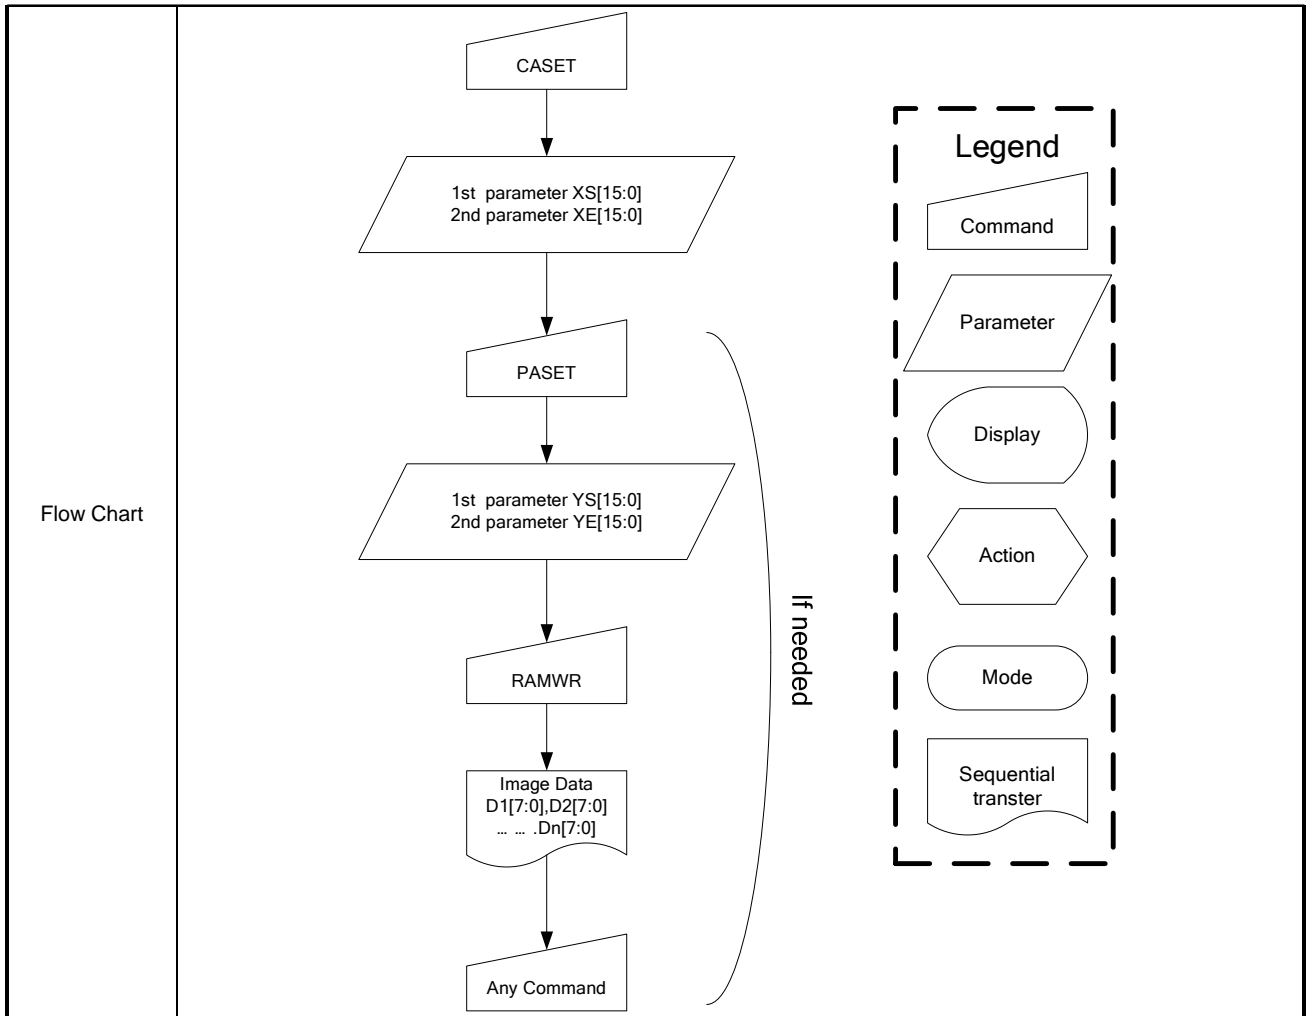 Flow Chart
CASET
1st parameter XS[15:0]
2nd parameter XE[15:0]
PASET
1st parameter YS[15:0]
2nd parameter YE[15:0]
RAMWR
Image Data
D1[7:0],D2[7:0]
... ... .Dn[7:0]
Any Command
If needed
Legend
Command
Parameter
Display
Action
Mode
Sequential
transter